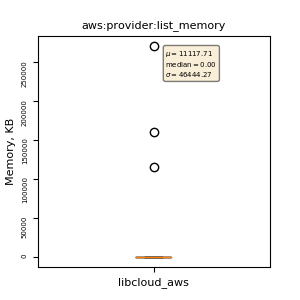 aws:provider:list_memory
μ = 11117.71
median = 0.00
σ = 46444.27
Memory, KB
250000
200000
150000
100000
50000
0
libcloud_aws